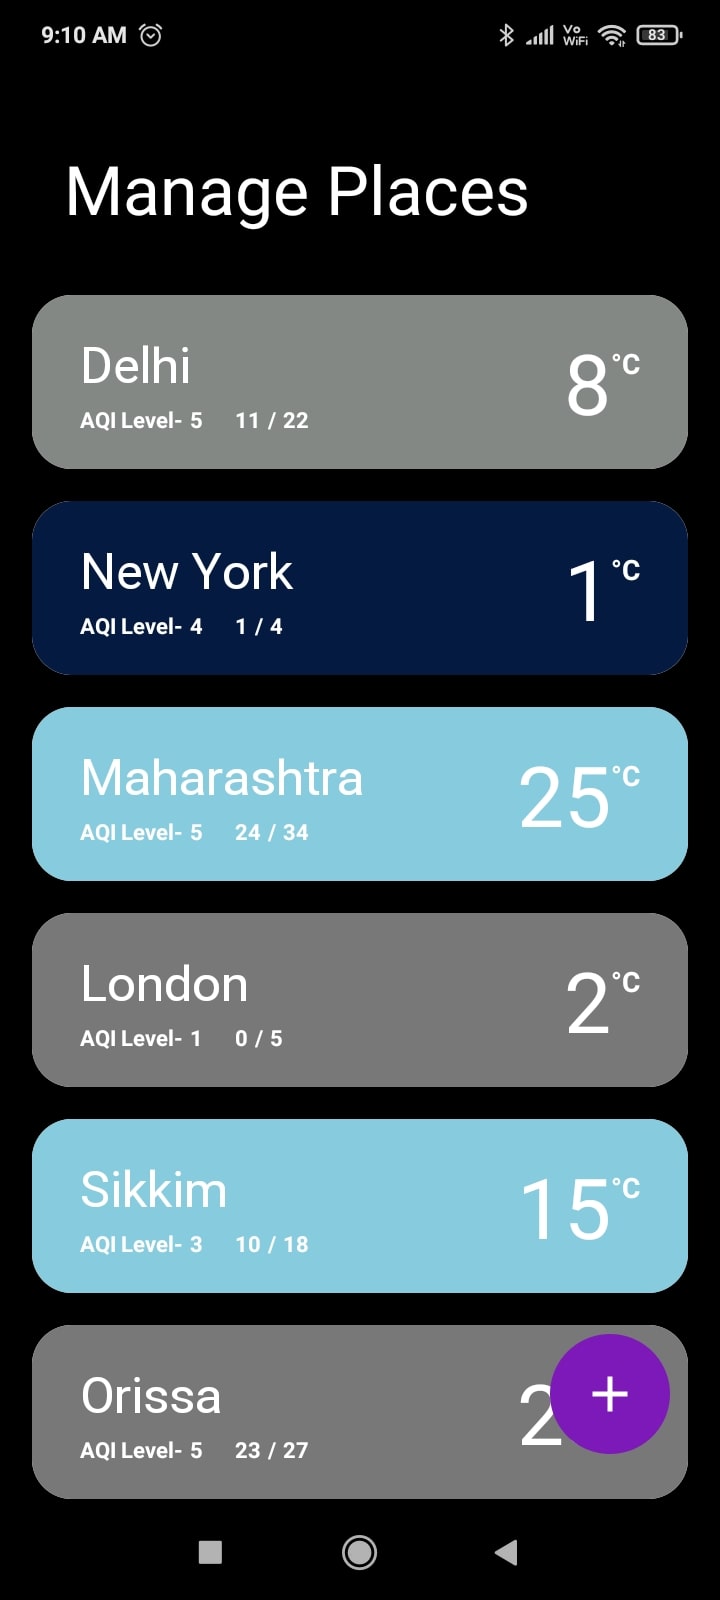 9:10 AM Vo WiFi 83
Manage Places
Delhi 8 °C
AQI Level- 5 11 / 22
New York 1 °C
AQI Level- 4 1 / 4
Maharashtra 25 °C
AQI Level- 5 24 / 34
London 2 °C
AQI Level- 1 0 / 5
Sikkim 15 °C
AQI Level- 3 10 / 18
Orissa
AQI Level- 5 23 / 27